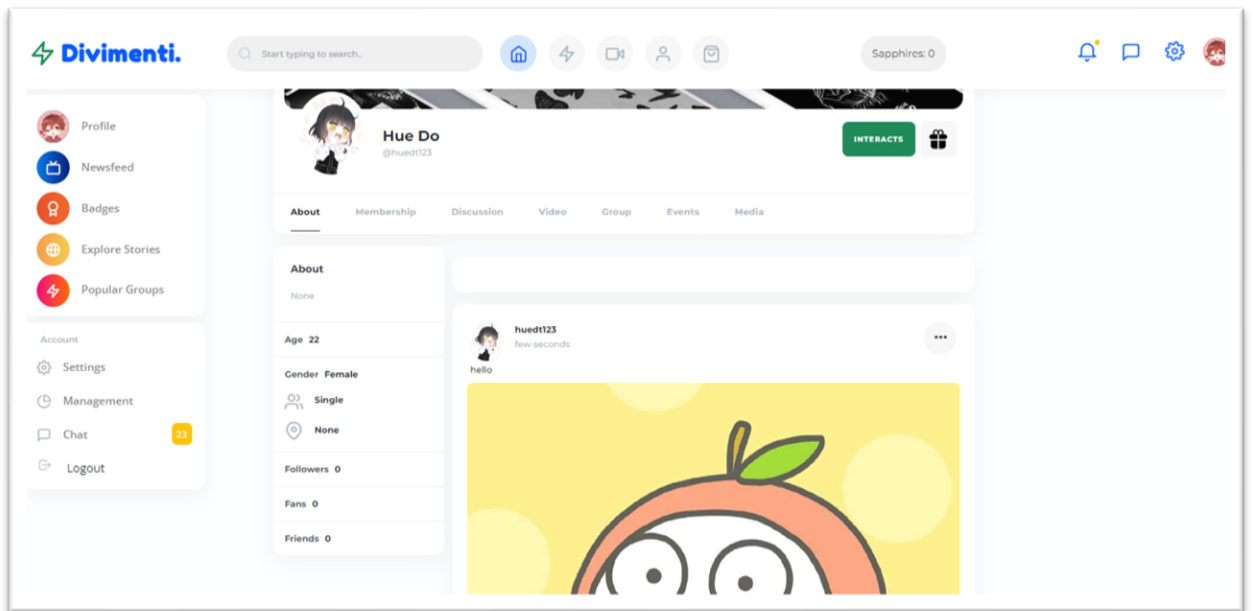 Divimenti.
Start typing to search..
Sapphires: 0
Profile
Newsfeed
Badges
Explore Stories
Popular Groups
Account
Settings
Management
Chat 23
Logout
Hue Do
@huedt123
INTERACTS
About Membership Discussion Video Group Events Media
About
None
Age 22
Gender Female
Single
None
Followers 0
Fans 0
Friends 0
huedt123
few seconds
hello